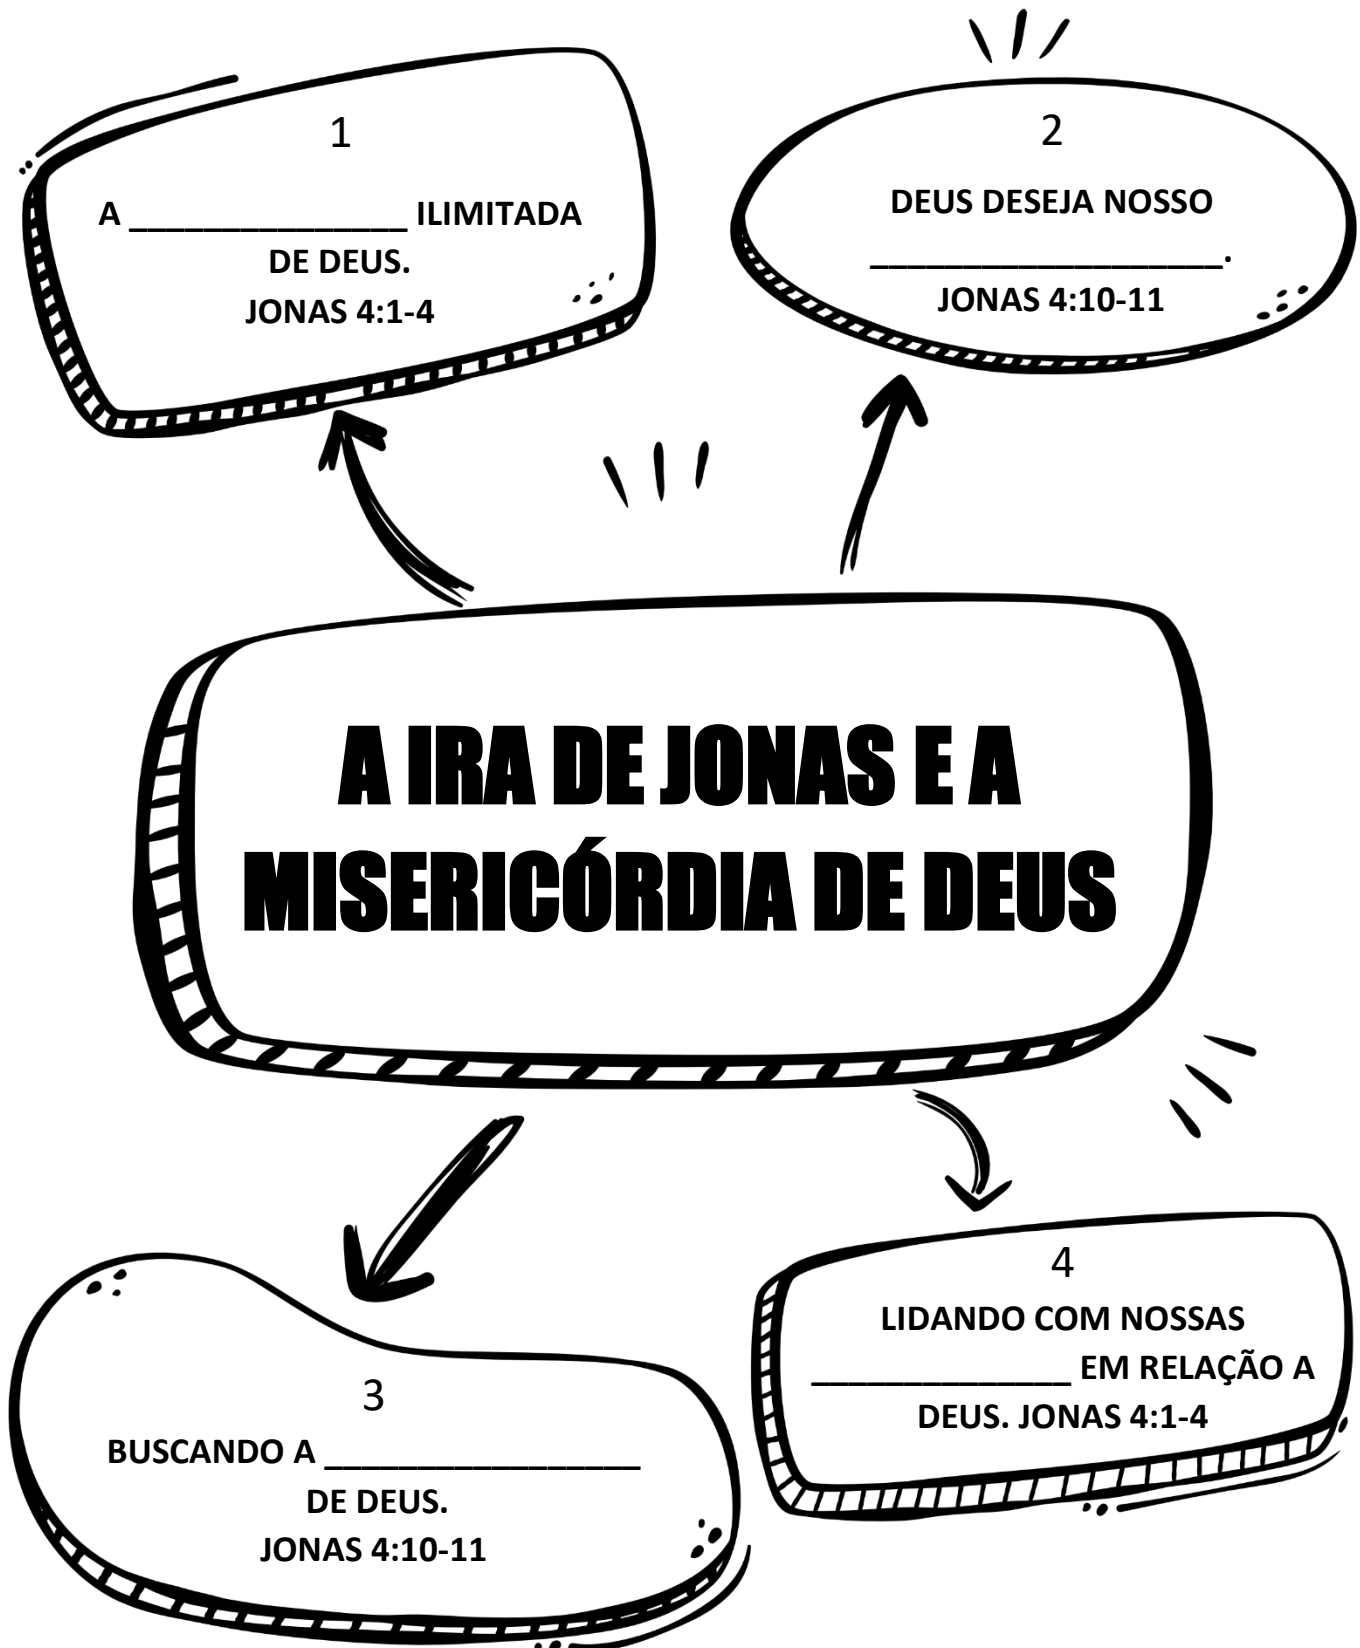 1
A _______________ ILIMITADA
DE DEUS.
JONAS 4:1-4
2
DEUS DESEJA NOSSO
___________________.
JONAS 4:10-11
A IRA DE JONAS E A
MISERICÓRDIA DE DEUS
3
BUSCANDO A _________________
DE DEUS.
JONAS 4:10-11
4
LIDANDO COM NOSSAS
______________ EM RELAÇÃO A
DEUS. JONAS 4:1-4